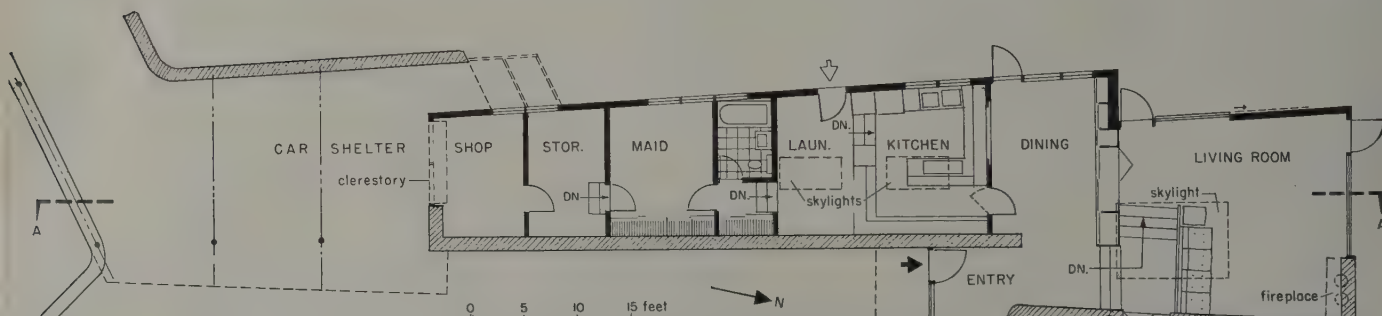 CAR SHELTER
clerestory
SHOP
STOR.
MAID
DN.
DN.
LAUN.
DN.
KITCHEN
skylights
DINING
LIVING ROOM
skylight
DN.
ENTRY
fireplace
A
A
0 5 10 15 feet
N